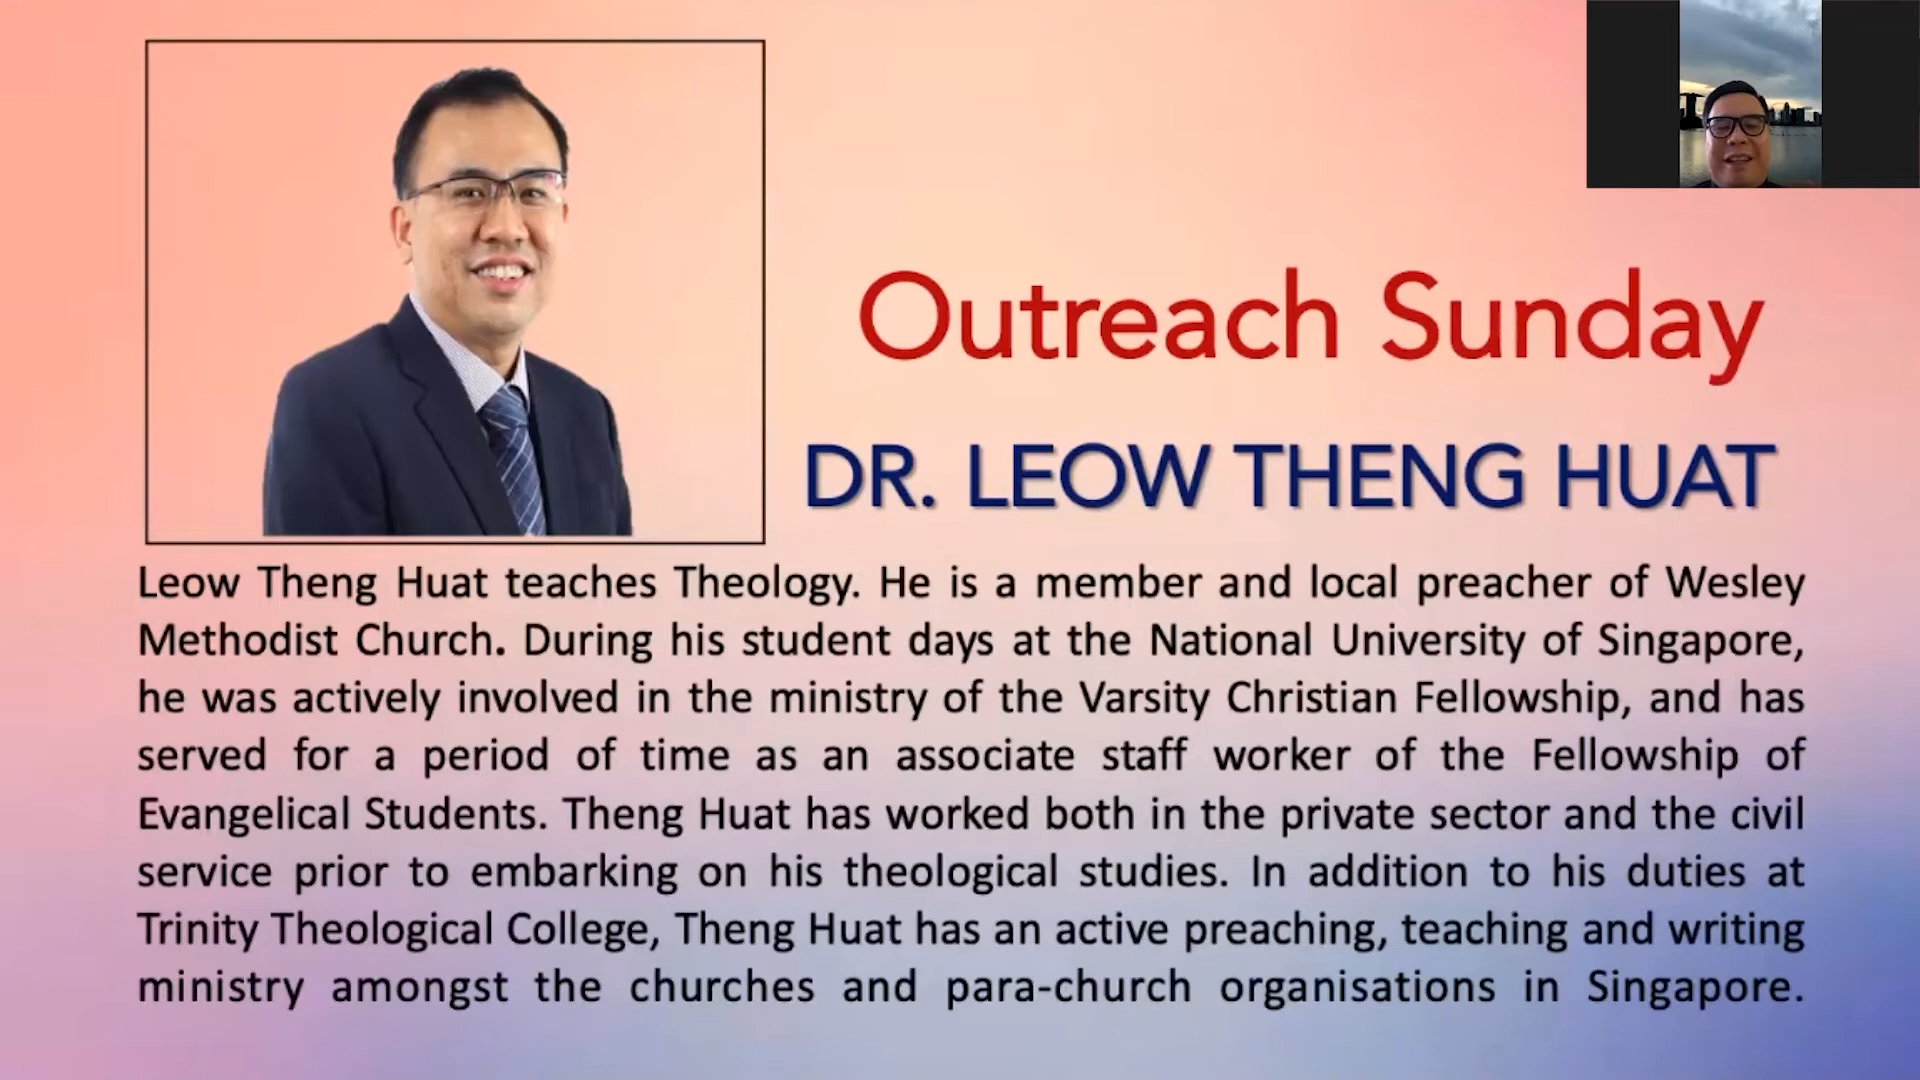 Outreach Sunday
DR. LEOW THENG HUAT
Leow Theng Huat teaches Theology. He is a member and local preacher of Wesley
Methodist Church. During his student days at the National University of Singapore,
he was actively involved in the ministry of the Varsity Christian Fellowship, and has
served for a period of time as an associate staff worker of the Fellowship of
Evangelical Students. Theng Huat has worked both in the private sector and the civil
service prior to embarking on his theological studies. In addition to his duties at
Trinity Theological College, Theng Huat has an active preaching, teaching and writing
ministry amongst the churches and para-church organisations in Singapore.